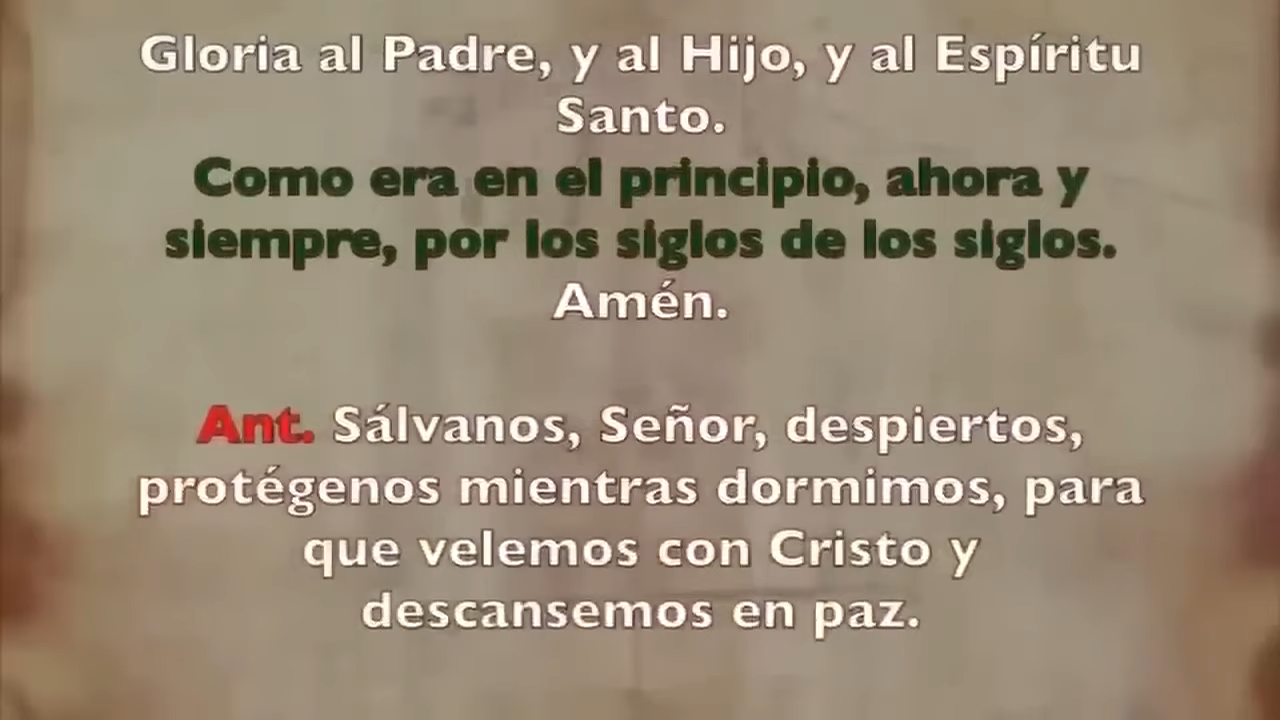 Gloria al Padre, y al Hijo, y al Espíritu
Santo.
Como era en el principio, ahora y
siempre, por los siglos de los siglos.
Amén.
Ant. Sálvanos, Señor, despiertos,
protégenos mientras dormimos, para
que velemos con Cristo y
descansemos en paz.